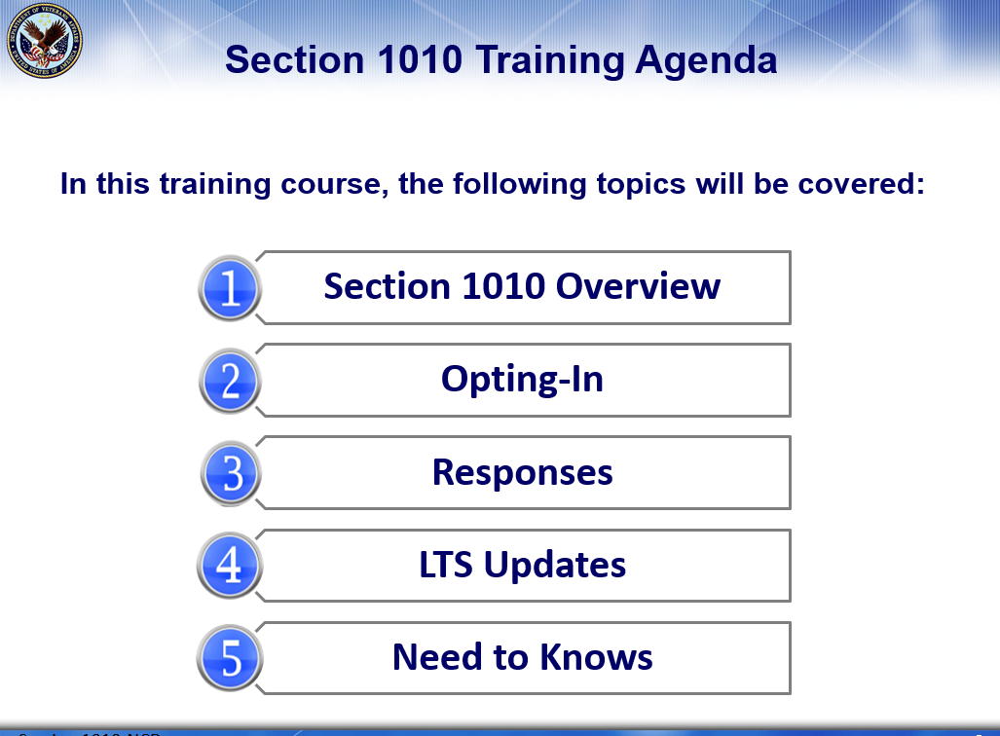 DEPARTMENT OF VETERANS AFFAIRS
UNITED STATES OF AMERICA
Section 1010 Training Agenda
In this training course, the following topics will be covered:
1 Section 1010 Overview
2 Opting-In
3 Responses
4 LTS Updates
5 Need to Knows